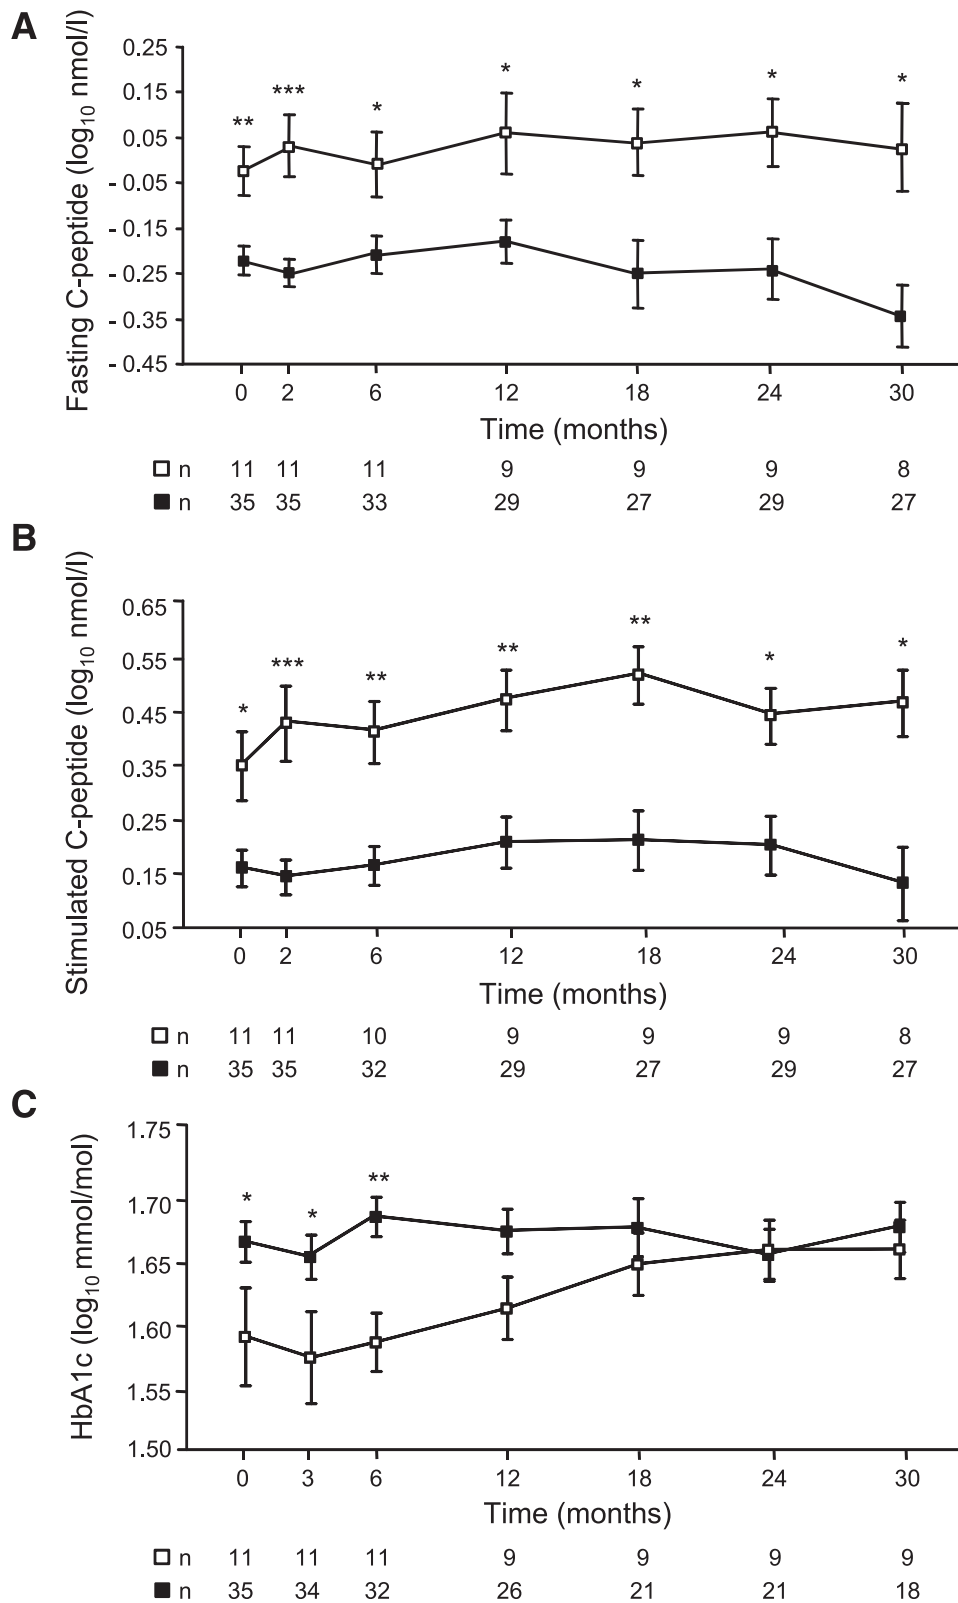 A
Fasting C-peptide (log10 nmol/l)
0.25
0.15
0.05
- 0.05
- 0.15
- 0.25
- 0.35
- 0.45
** *** * * * * *
0 2 6 12 18 24 30
Time (months)
n 11 11 11 9 9 9 8
n 35 35 33 29 27 29 27
B
Stimulated C-peptide (log10 nmol/l)
0.65
0.55
0.45
0.35
0.25
0.15
0.05
* *** ** ** ** * *
0 2 6 12 18 24 30
Time (months)
n 11 11 10 9 9 9 8
n 35 35 32 29 27 29 27
C
HbA1c (log10 mmol/mol)
1.75
1.70
1.65
1.60
1.55
1.50
* * **
0 3 6 12 18 24 30
Time (months)
n 11 11 11 9 9 9 9
n 35 34 32 26 21 21 18